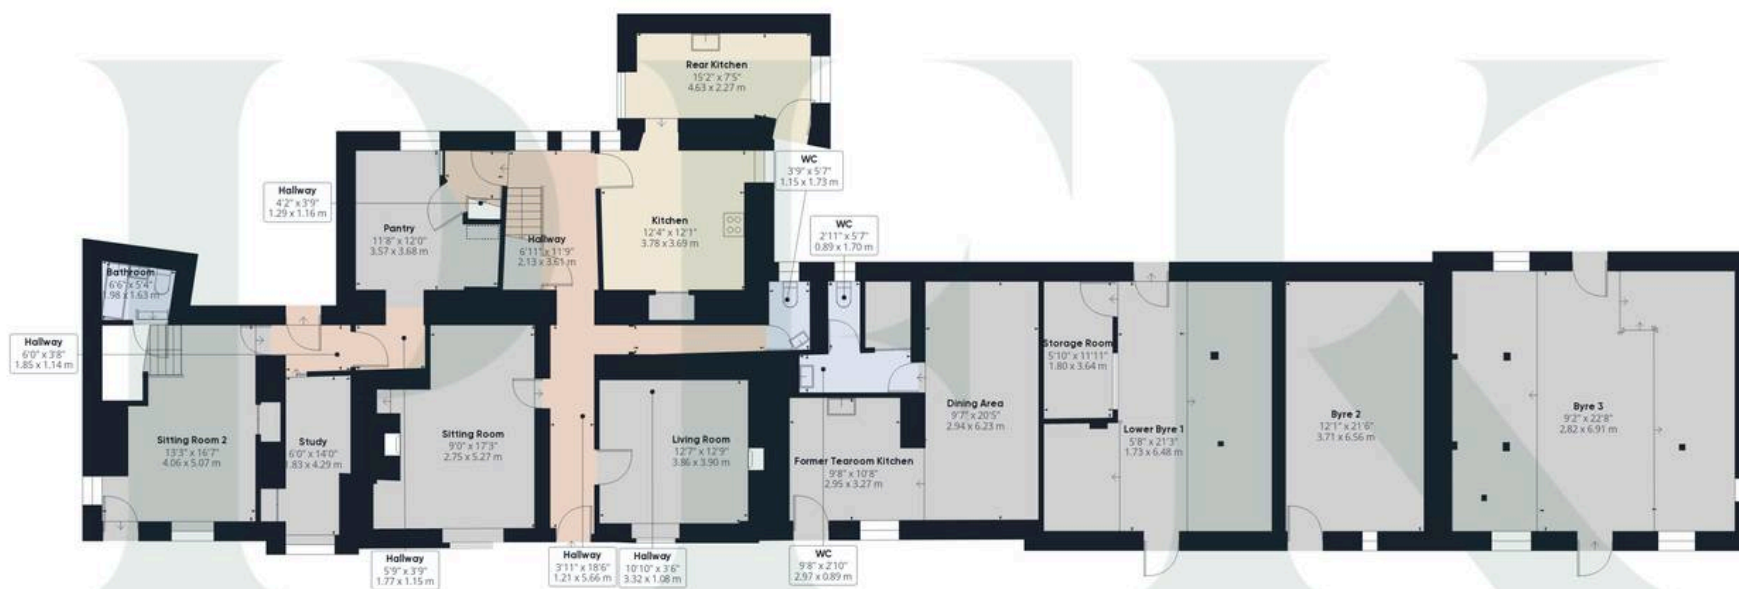 Rear Kitchen
15'2" x 7'5"
4.63 x 2.27 m
WC
3'9" x 5'7"
1.15 x 1.73 m
Hallway
4'2" x 3'9"
1.29 x 1.16 m
Pantry
11'8" x 12'0"
3.57 x 3.68 m
Hallway
6'11" x 11'9"
2.13 x 3.61 m
Kitchen
12'4" x 12'1"
3.78 x 3.69 m
WC
2'11" x 5'7"
0.89 x 1.70 m
Bathroom
6'6" x 5'4"
1.98 x 1.63 m
Hallway
6'0" x 3'8"
1.85 x 1.14 m
Sitting Room 2
13'3" x 16'7"
4.06 x 5.07 m
Study
6'0" x 14'0"
1.83 x 4.29 m
Sitting Room
9'0" x 17'3"
2.75 x 5.27 m
Living Room
12'7" x 12'9"
3.86 x 3.90 m
Former Tearoom Kitchen
9'8" x 10'8"
2.95 x 3.27 m
Dining Area
9'7" x 20'5"
2.94 x 6.23 m
Storage Room
5'10" x 11'11"
1.80 x 3.64 m
Lower Byre 1
5'8" x 21'3"
1.73 x 6.48 m
Byre 2
12'1" x 21'6"
3.71 x 6.56 m
Byre 3
9'2" x 22'8"
2.82 x 6.91 m
Hallway
5'9" x 3'9"
1.77 x 1.15 m
Hallway
3'11" x 18'6"
1.21 x 5.66 m
Hallway
10'10" x 3'6"
3.32 x 1.08 m
WC
9'8" x 2'10"
2.97 x 0.89 m